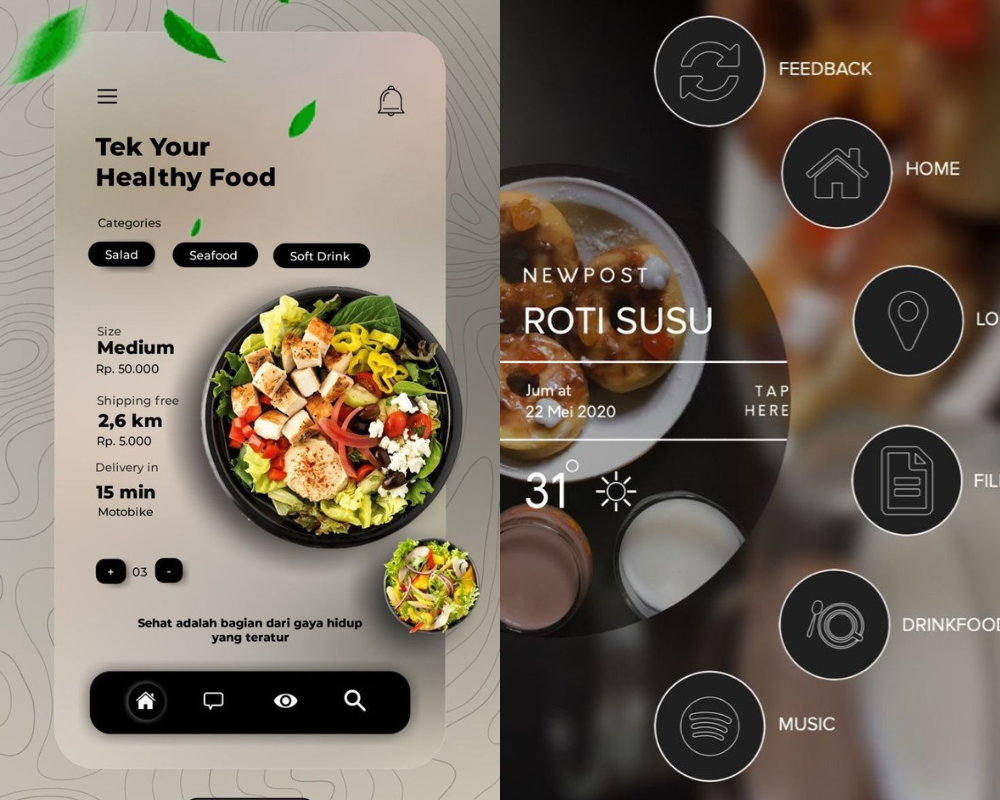 Tek Your
Healthy Food
Categories
Salad
Seafood
Soft Drink
Size
Medium
Rp. 50.000
Shipping free
2,6 km
Rp. 5.000
Delivery in
15 min
Motobike
+ 03 -
Sehat adalah bagian dari gaya hidup
yang teratur
FEEDBACK
HOME
LO
FIL
DRINKFOOD
MUSIC
NEWPOST
ROTI SUSU
Jum'at
22 Mei 2020
TAP
HERE
31°